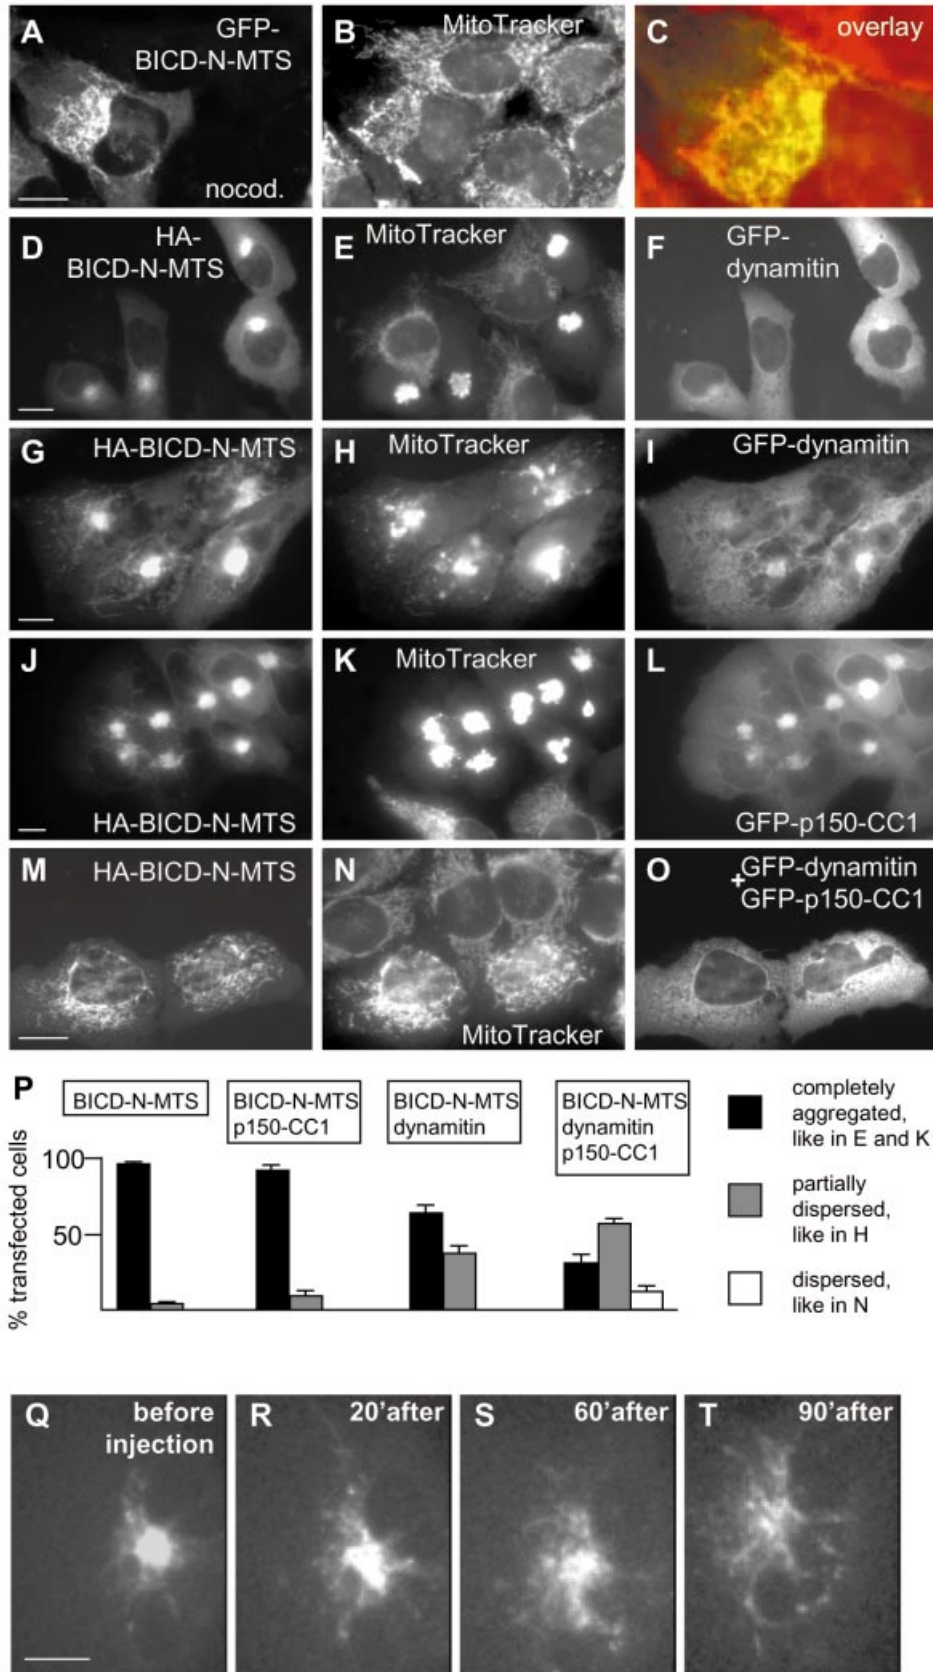 A
GFP-
BICD-N-MTS
nocod.
B
MitoTracker
C
overlay
D
HA-
BICD-N-MTS
E
MitoTracker
F
GFP-
dynamitin
G
HA-BICD-N-MTS
H
MitoTracker
I
GFP-dynamitin
J
HA-BICD-N-MTS
K
MitoTracker
L
GFP-p150-CC1
M
HA-BICD-N-MTS
N
MitoTracker
O
GFP-dynamitin
+
GFP-p150-CC1
P
BICD-N-MTS
BICD-N-MTS
p150-CC1
BICD-N-MTS
dynamitin
BICD-N-MTS
dynamitin
p150-CC1
% transfected cells
100
50
completely
aggregated,
like in E and K
partially
dispersed,
like in H
dispersed,
like in N
Q
before
injection
R
20'after
S
60'after
T
90'after